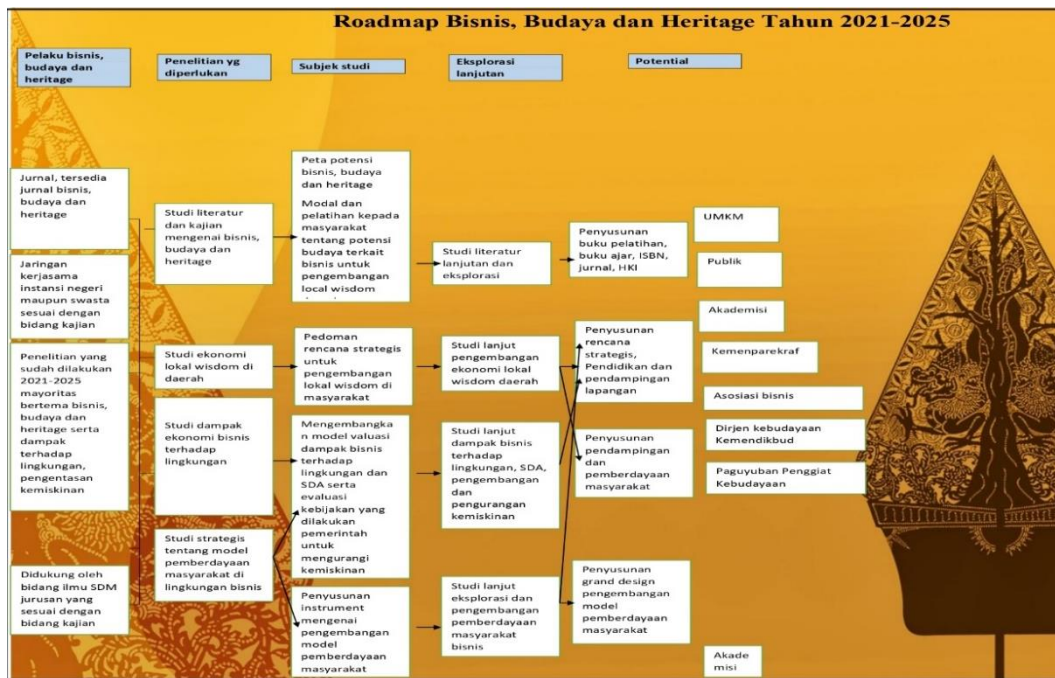 Roadmap Bisnis, Budaya dan Heritage Tahun 2021-2025
Pelaku bisnis,
budaya dan
heritage
Penelitian yg
diperlukan
Subjek studi
Eksplorasi
lanjutan
Potential
Jurnal, tersedia
jurnal bisnis,
budaya dan
heritage
Jaringan
kerjasama
instansi negeri
maupun swasta
sesuai dengan
bidang kajian
Penelitian yang
sudah dilakukan
2021-2025
mayoritas
bertema bisnis,
budaya dan
heritage serta
dampak
terhadap
lingkungan,
pengentasan
kemiskinan
Didukung oleh
bidang ilmu SDM
jurusan yang
sesuai dengan
bidang kajian
Studi literatur
dan kajian
mengenai bisnis,
budaya dan
heritage
Studi ekonomi
lokal wisdom di
daerah
Studi dampak
ekonomi bisnis
terhadap
lingkungan
Studi strategis
tentang model
pemberdayaan
masyarakat di
lingkungan bisnis
Peta potensi
bisnis, budaya
dan heritage
Modal dan
pelatihan kepada
masyarakat
tentang potensi
budaya terkait
bisnis untuk
pengembangan
local wisdom
Pedoman
rencana strategis
untuk
pengembangan
lokal wisdom di
masyarakat
Mengembangka
n model valuasi
dampak bisnis
terhadap
lingkungan dan
SDA serta
evaluasi
kebijakan yang
dilakukan
pemerintah
untuk
mengurangi
kemiskinan
Penyusunan
instrument
mengenai
pengembangan
model
pemberdayaan
masyarakat
Studi literatur
lanjutan dan
eksplorasi
Studi lanjut
pengembangan
ekonomi lokal
wisdom daerah
Studi lanjut
dampak bisnis
terhadap
lingkungan, SDA,
pengembangan
dan
pengurangan
kemiskinan
Studi lanjut
eksplorasi dan
pengembangan
pemberdayaan
masyarakat
bisnis
Penyusunan
buku pelatihan,
buku ajar, ISBN,
jurnal, HKI
Penyusunan
rencana
strategis,
Pendidikan dan
pendampingan
lapangan
Penyusunan
pendampingan
dan
pemberdayaan
masyarakat
Penyusunan
grand design
pengembangan
model
pemberdayaan
masyarakat
UMKM
Publik
Akademisi
Kemenparekraf
Asosiasi bisnis
Dirjen kebudayaan
Kemendikbud
Paguyuban Penggiat
Kebudayaan
Akade
misi